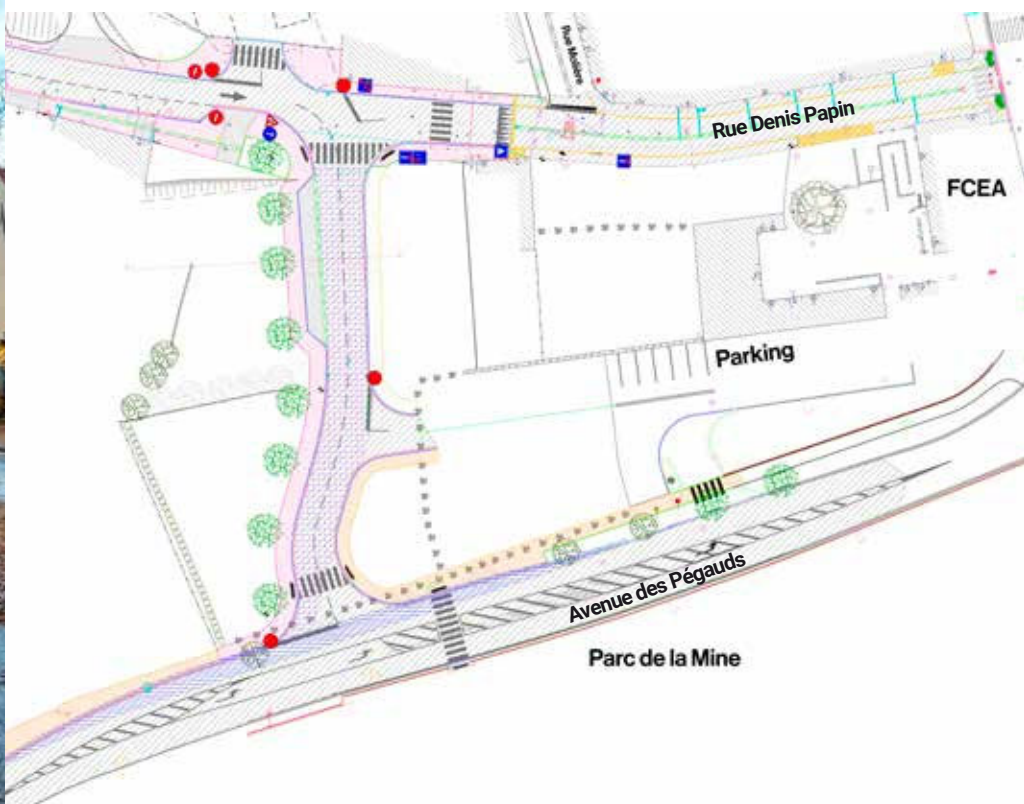 Rue Molière
Rue Denis Papin
FCEA
Parking
Avenue des Pégauds
Parc de la Mine